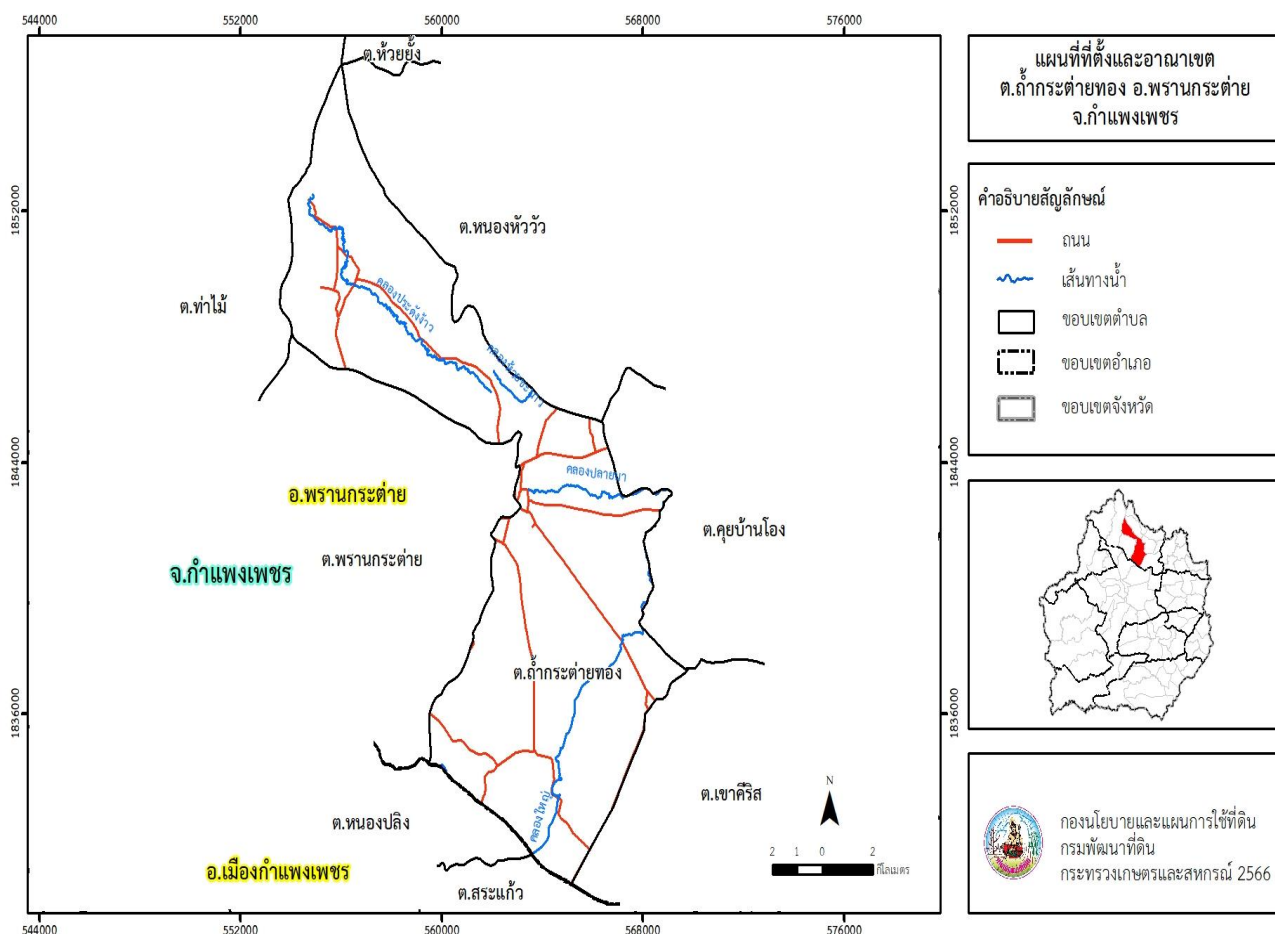 544000 552000 560000 568000 576000
แผนที่ที่ตั้งและอาณาเขต
ต.ถ้ำกระต่ายทอง อ.พรานกระต่าย
จ.กำแพงเพชร
ต.ห้วยยั้ง
1852000
1852000
ต.หนองหัววัว
ต.ท่าไม้
คลองประดังจ้าว
คำอธิบายสัญลักษณ์
ถนน
เส้นทางน้ำ
ขอบเขตตำบล
ขอบเขตอำเภอ
ขอบเขตจังหวัด
1844000
1844000
อ.พรานกระต่าย
ต.พรานกระต่าย
ต.คุยบ้านโอง
จ.กำแพงเพชร
ต.ถ้ำกระต่ายทอง
1836000
1836000
ต.เขาคีริส
คลองใหญ่
ต.หนองปลิง
อ.เมืองกำแพงเพชร
ต.สระแก้ว
N
2 1 0 2
กิโลเมตร
กองนโยบายและแผนการใช้ที่ดิน
กรมพัฒนาที่ดิน
กระทรวงเกษตรและสหกรณ์ 2566
544000 552000 560000 568000 576000